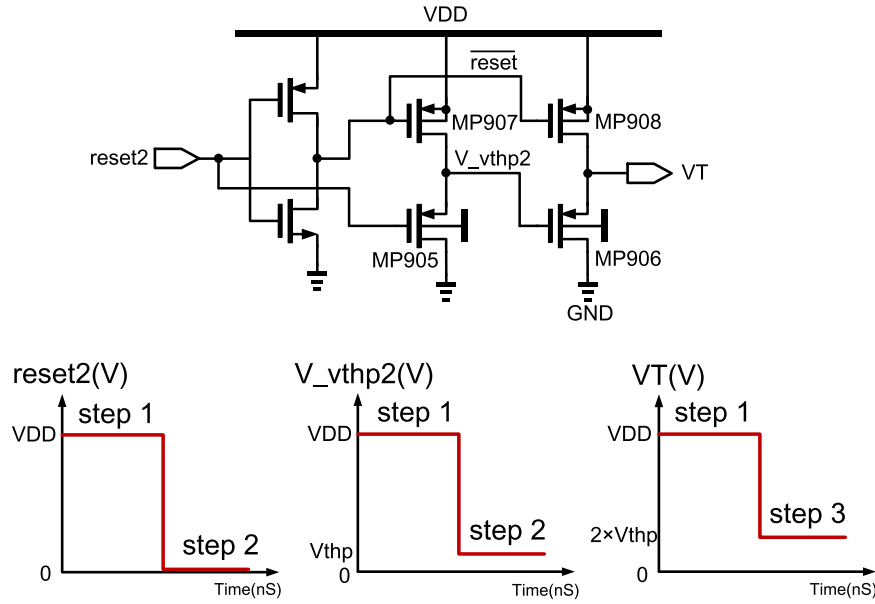 VDD
reset
MP907
MP908
reset2
V_vthp2
VT
MP905
MP906
GND
reset2(V)
V_vthp2(V)
VT(V)
step 1
step 1
step 1
VDD
VDD
VDD
step 2
step 2
step 3
Vthp
2×Vthp
0
0
0
Time(nS)
Time(nS)
Time(nS)